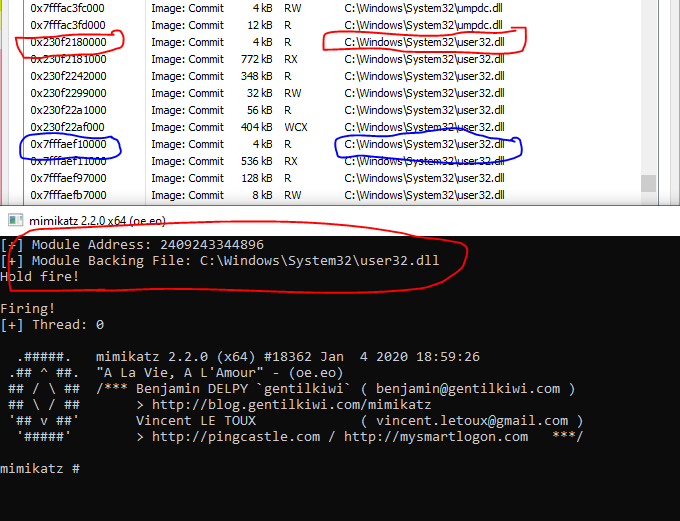 0x7fffac3fc000 Image: Commit 4 kB RW C:\Windows\System32\umpdc.dll
0x7fffac3fd000 Image: Commit 12 kB R C:\Windows\System32\umpdc.dll
0x230f2180000 Image: Commit 4 kB R C:\Windows\System32\user32.dll
0x230f2181000 Image: Commit 772 kB RX C:\Windows\System32\user32.dll
0x230f2242000 Image: Commit 348 kB R C:\Windows\System32\user32.dll
0x230f2299000 Image: Commit 32 kB RW C:\Windows\System32\user32.dll
0x230f22a1000 Image: Commit 56 kB R C:\Windows\System32\user32.dll
0x230f22af000 Image: Commit 404 kB WCX C:\Windows\System32\user32.dll
0x7fffaef10000 Image: Commit 4 kB R C:\Windows\System32\user32.dll
0x7fffaef11000 Image: Commit 536 kB RX C:\Windows\System32\user32.dll
0x7fffaef97000 Image: Commit 128 kB R C:\Windows\System32\user32.dll
0x7fffaefb7000 Image: Commit 8 kB RW C:\Windows\System32\user32.dll
mimikatz 2.2.0 x64 (oe.eo)
[+] Module Address: 2409243344896
[+] Module Backing File: C:\Windows\System32\user32.dll
Hold fire!
Firing!
[+] Thread: 0
  .#####.   mimikatz 2.2.0 (x64) #18362 Jan  4 2020 18:59:26
 .## ^ ##.  "A La Vie, A L'Amour" - (oe.eo)
 ## / \ ##  /*** Benjamin DELPY `gentilkiwi` ( benjamin@gentilkiwi.com )
 ## \ / ##       > http://blog.gentilkiwi.com/mimikatz
 '## v ##'       Vincent LE TOUX             ( vincent.letoux@gmail.com )
  '#####'        > http://pingcastle.com / http://mysmartlogon.com   ***/
mimikatz #